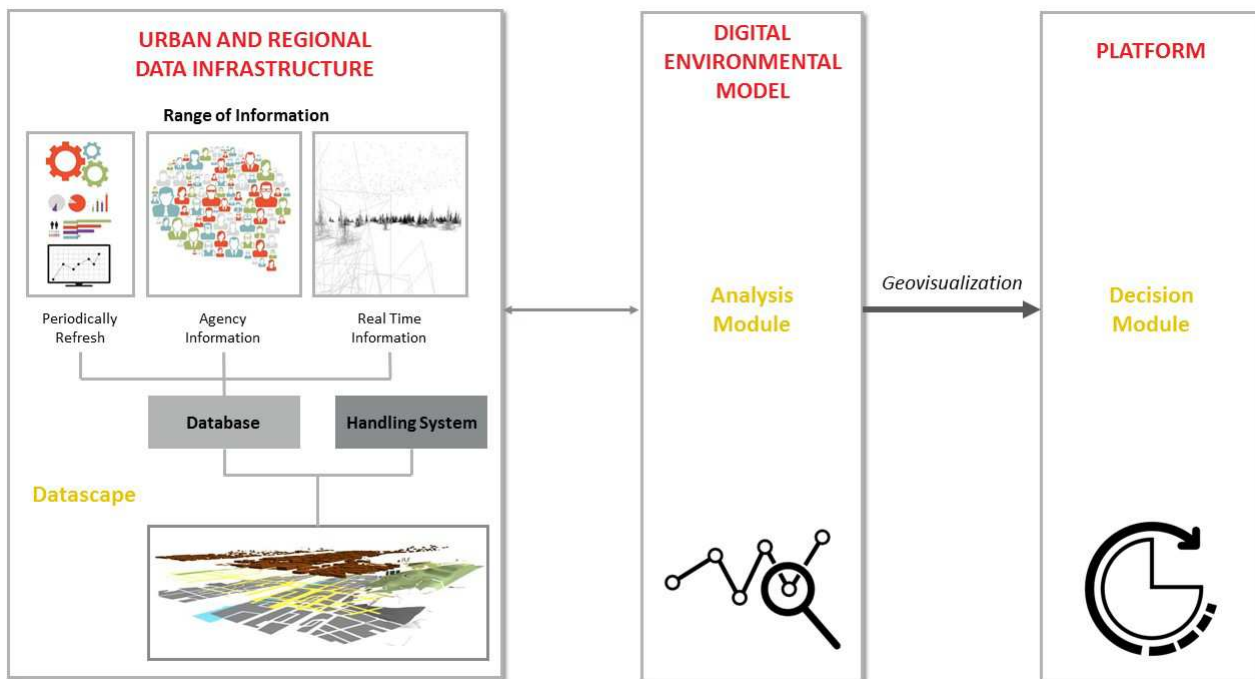 URBAN AND REGIONAL
DATA INFRASTRUCTURE
Range of Information
Periodically
Refresh
Agency
Information
Real Time
Information
Database
Handling System
Datascape
DIGITAL
ENVIRONMENTAL
MODEL
Analysis
Module
Geovisualization
PLATFORM
Decision
Module